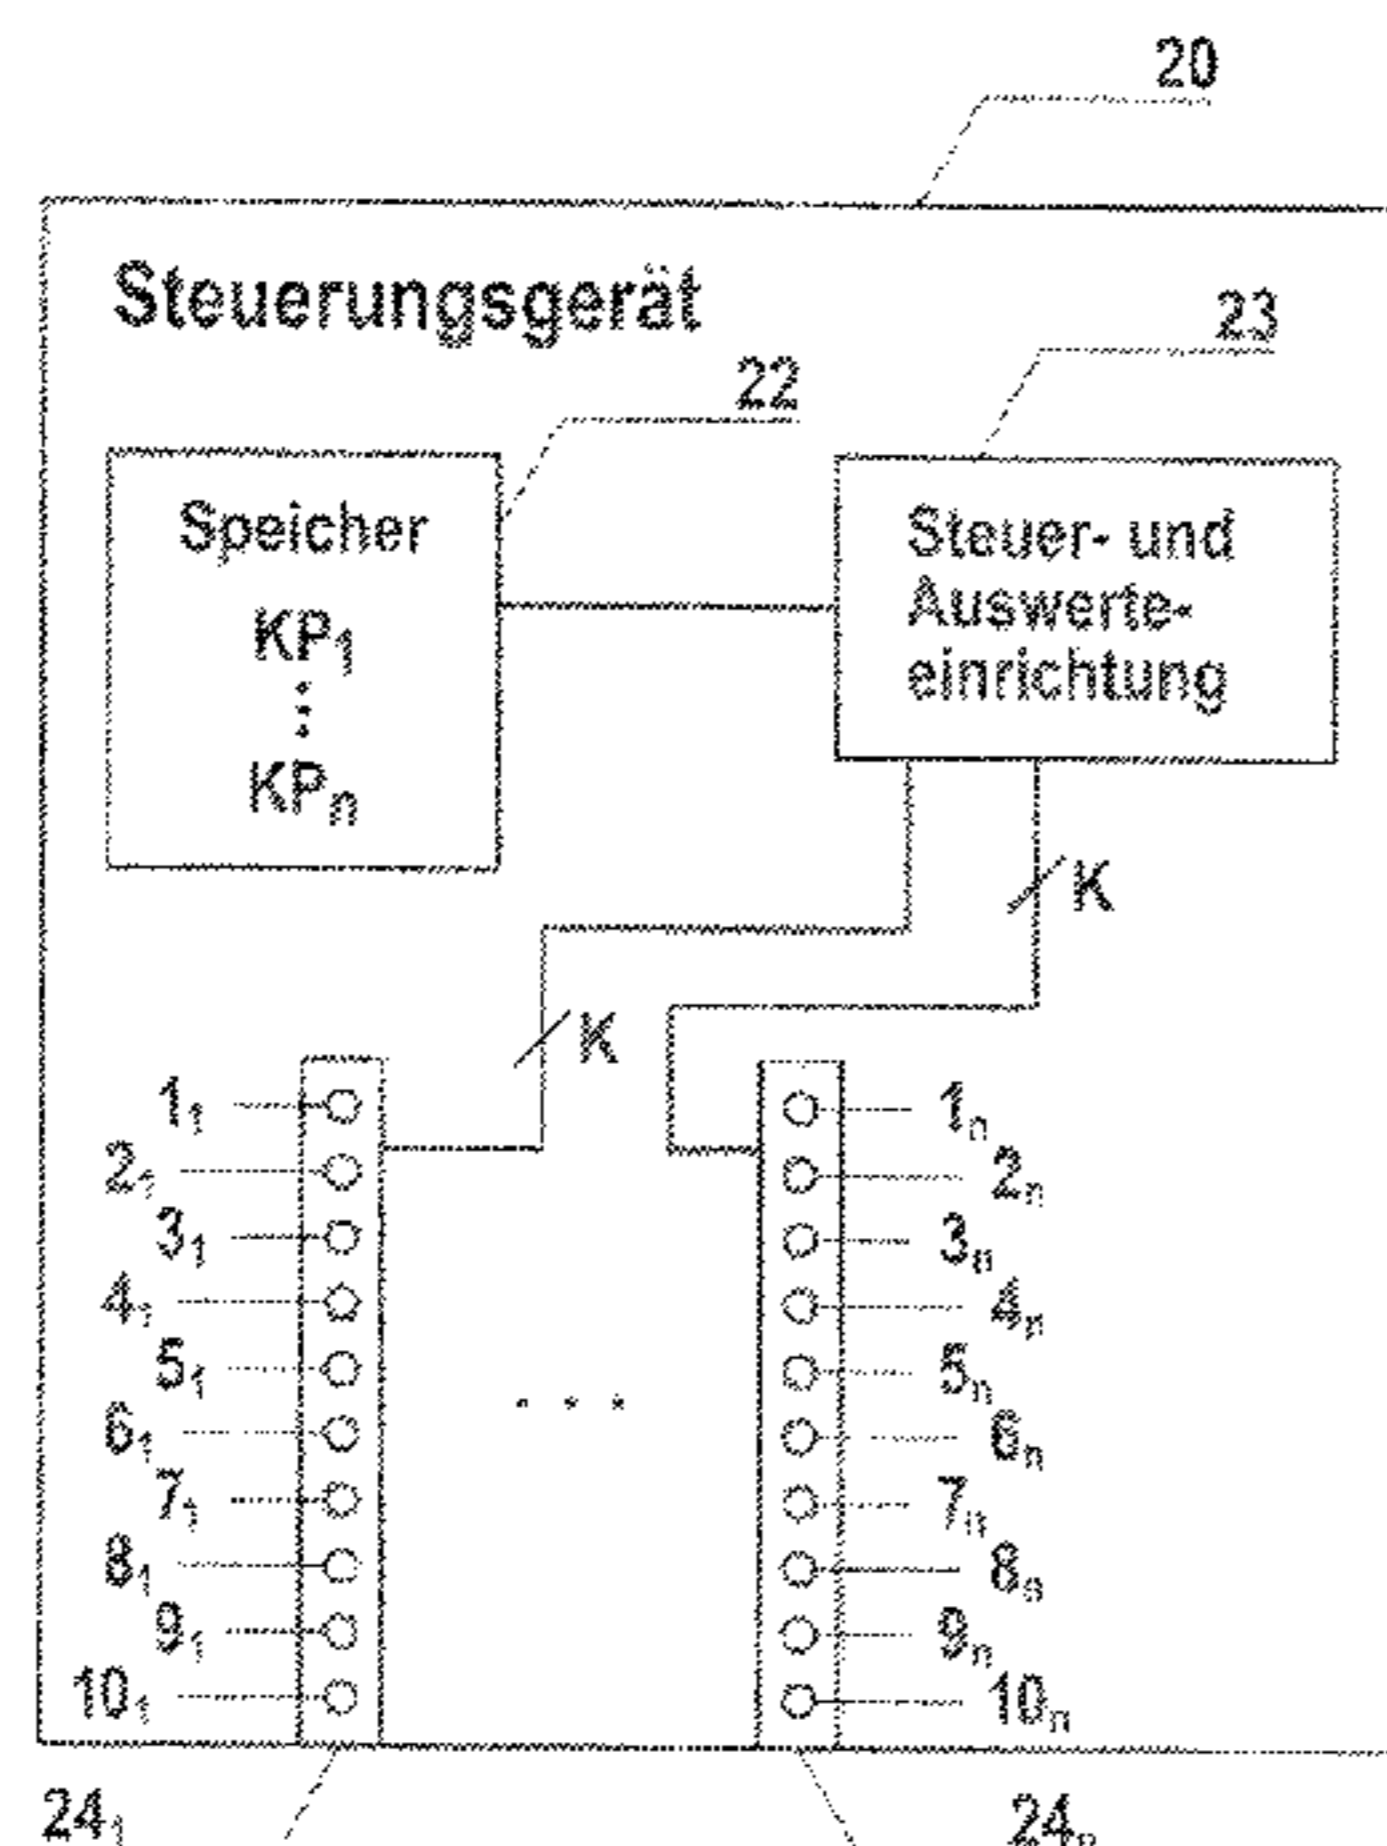 20
Steuerungsgerät
23
22
Speicher
KP₁
⋮
KPₙ
Steuer- und
Auswerte-
einrichtung
K
K
1₁
2₁
3₁
4₁
5₁
6₁
7₁
8₁
9₁
10₁
. . .
1ₙ
2ₙ
3ₙ
4ₙ
5ₙ
6ₙ
7ₙ
8ₙ
9ₙ
10ₙ
24₁
24ₙ